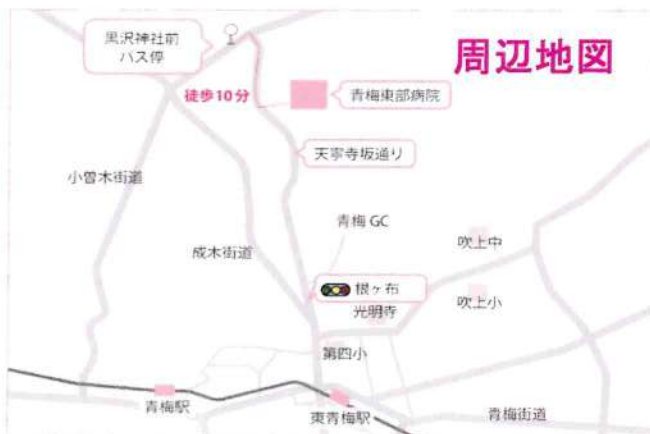 周辺地図
黒沢神社前
バス停
徒歩10分
青梅東部病院
天寧寺坂通り
小曽木街道
青梅 GC
成木街道
吹上中
根ヶ布
光明寺
吹上小
第四小
青梅駅
東青梅駅
青梅街道